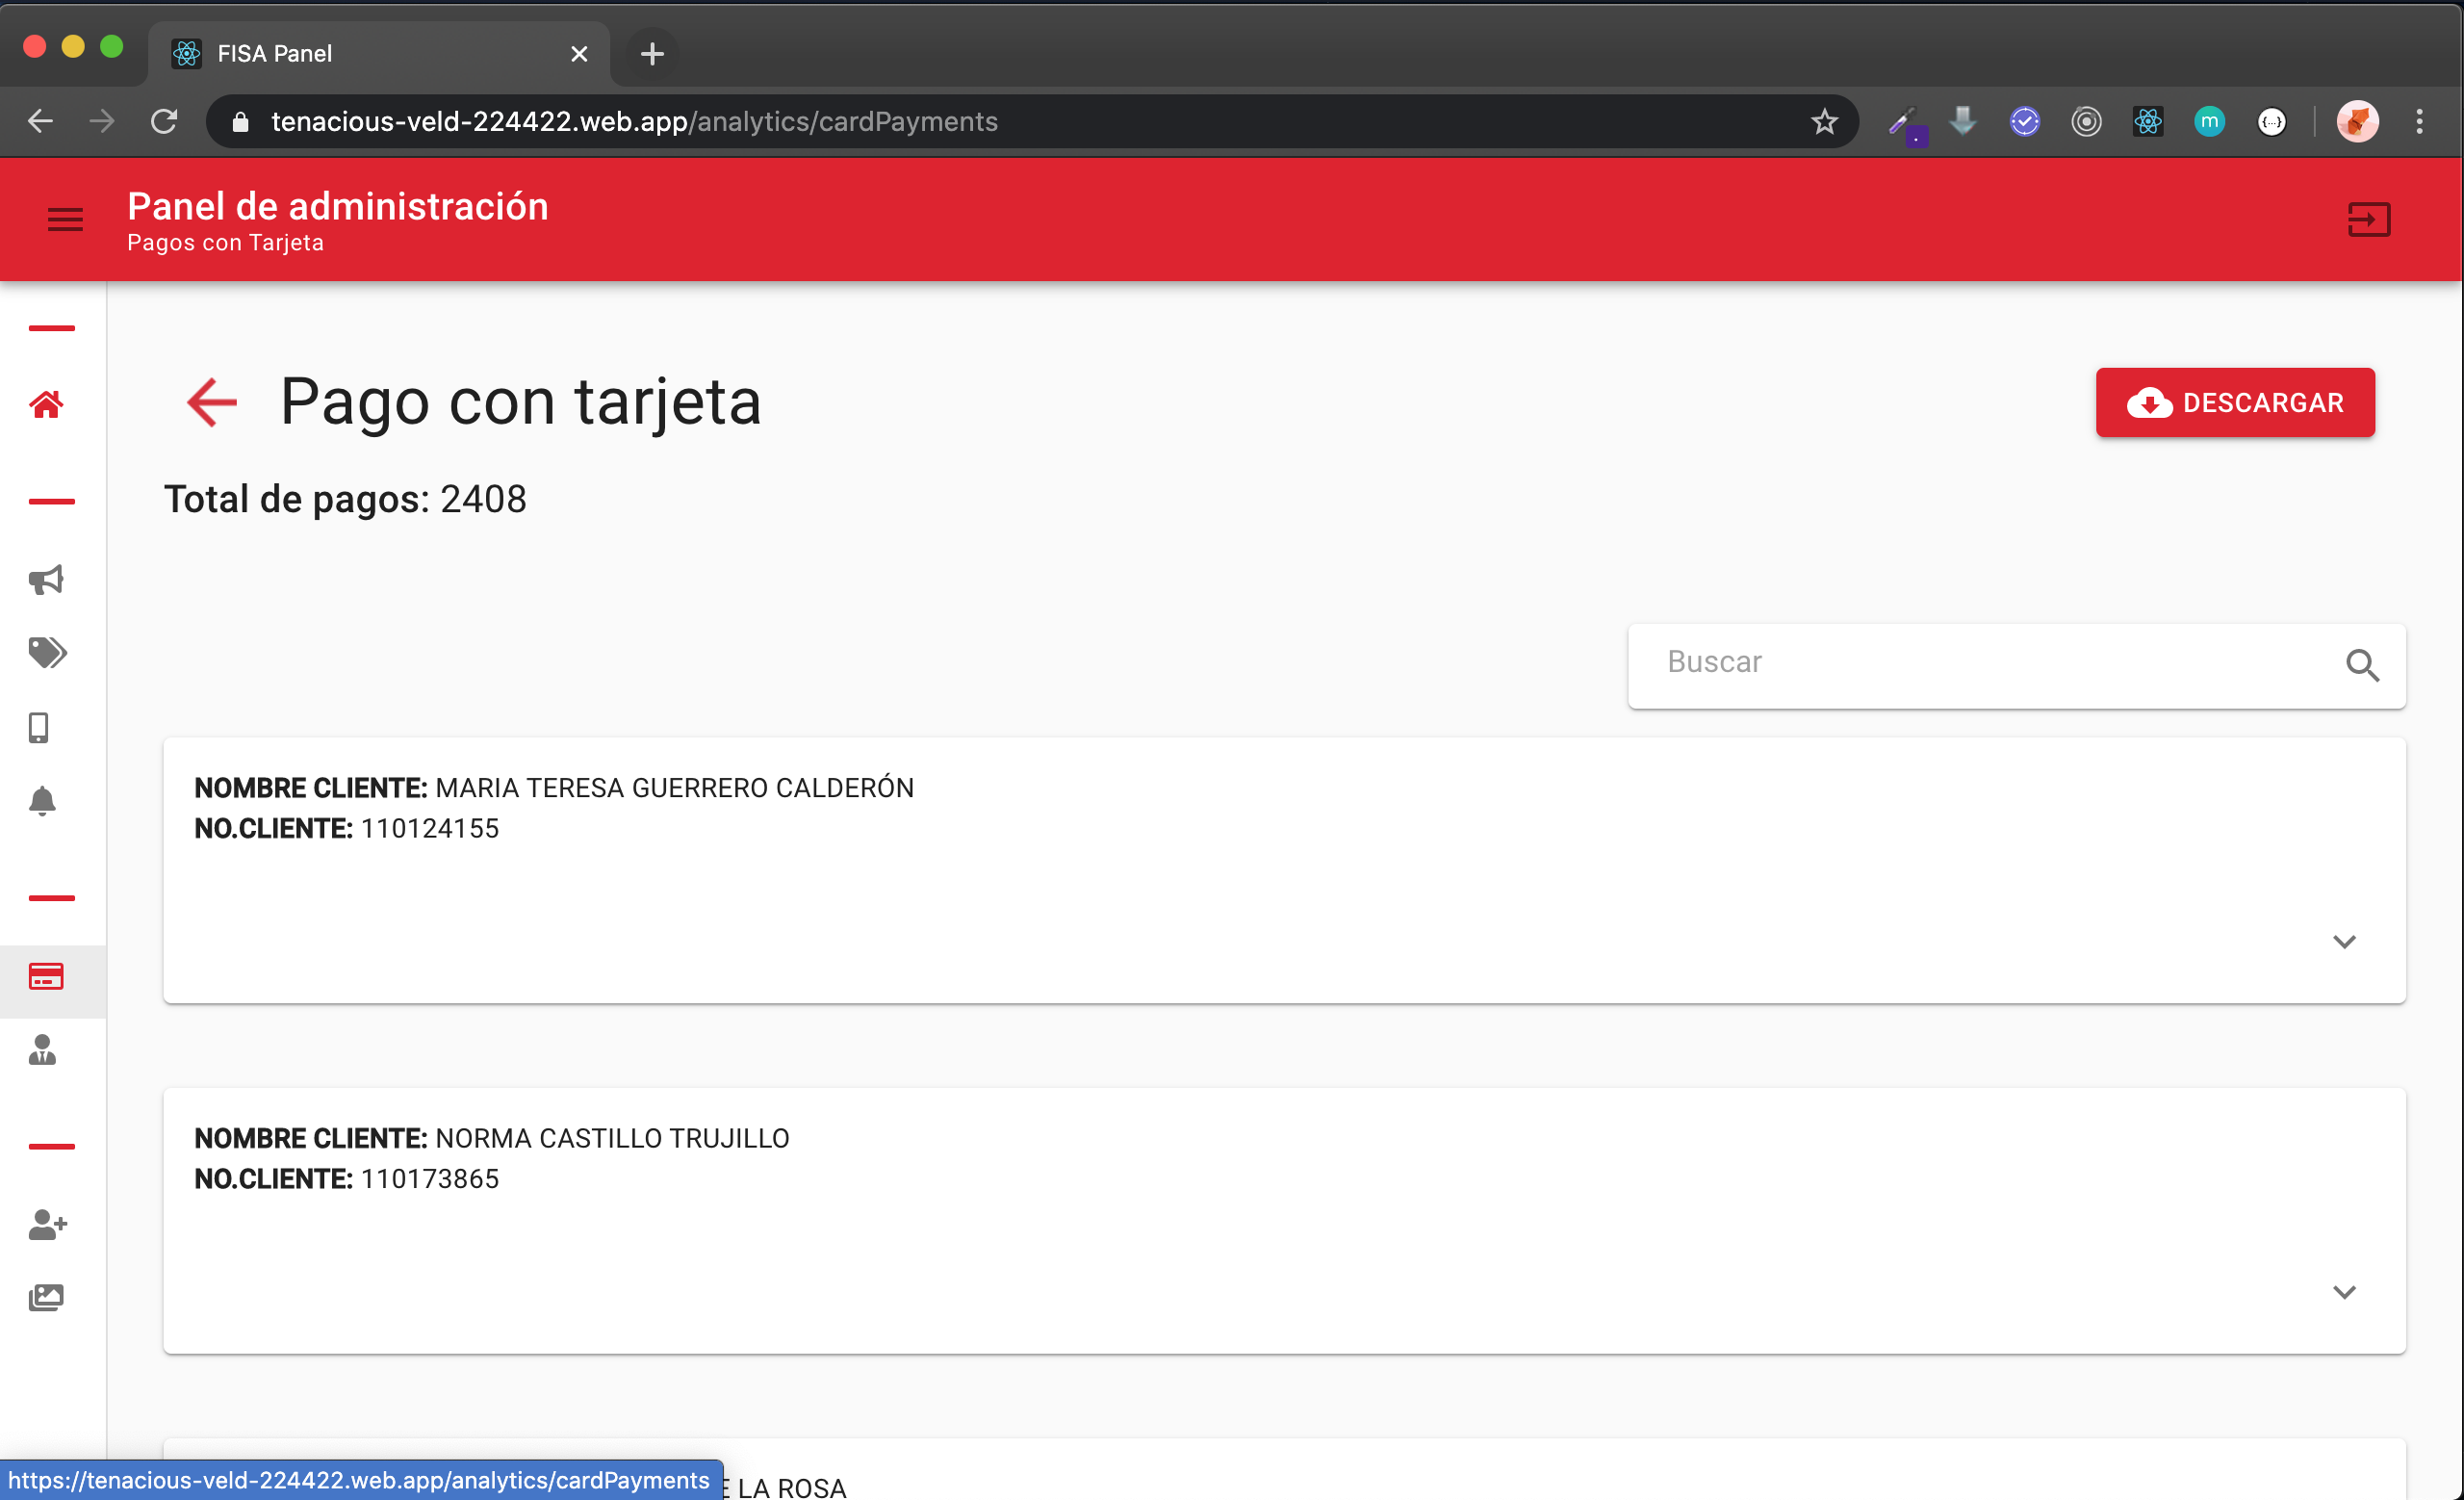 FISA Panel
tenacious-veld-224422.web.app/analytics/cardPayments
m
{...}
Panel de administración
Pagos con Tarjeta
Pago con tarjeta
DESCARGAR
Total de pagos: 2408
Buscar
NOMBRE CLIENTE: MARIA TERESA GUERRERO CALDERÓN
NO.CLIENTE: 110124155
NOMBRE CLIENTE: NORMA CASTILLO TRUJILLO
NO.CLIENTE: 110173865
LA ROSA
https://tenacious-veld-224422.web.app/analytics/cardPayments